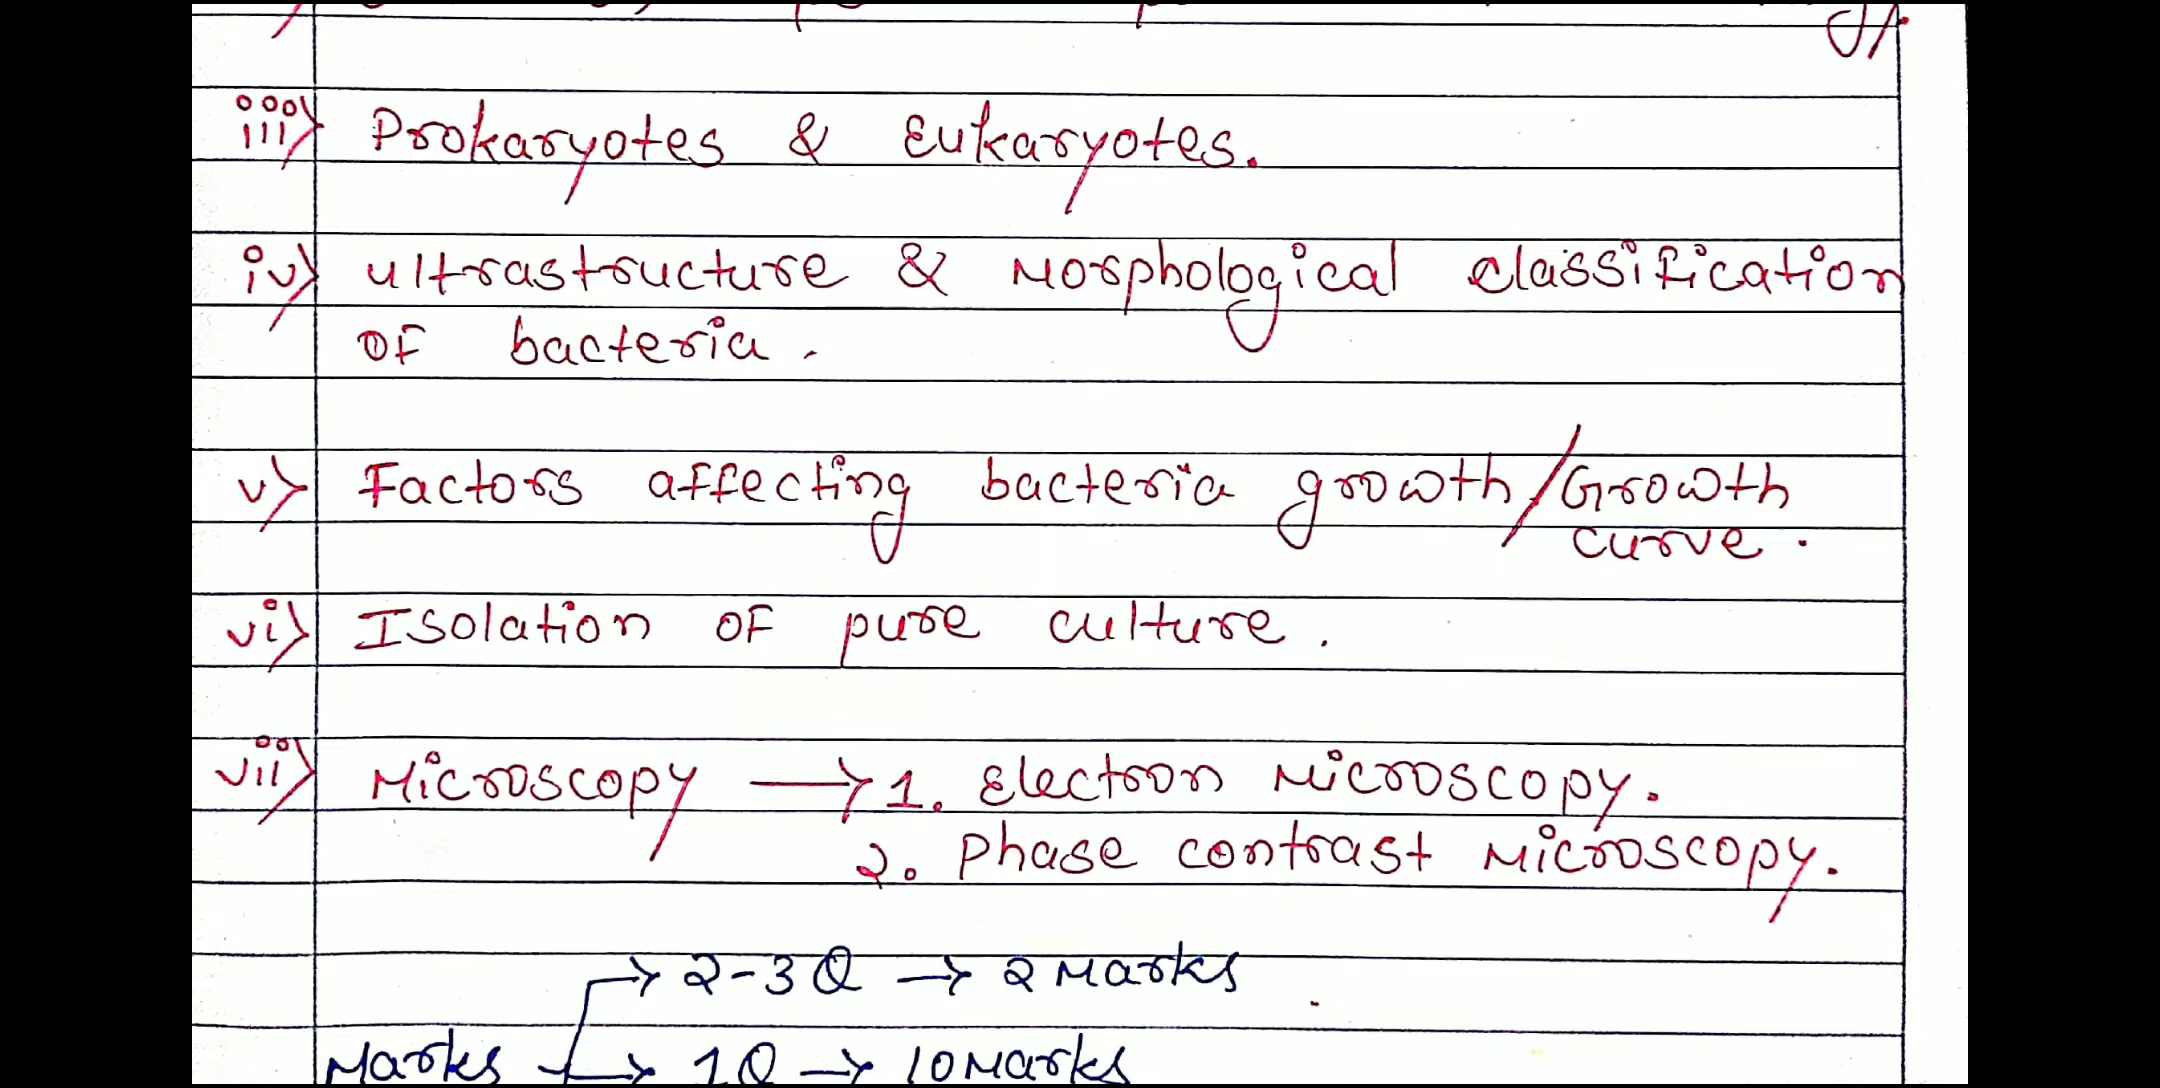 iii) Prokaryotes & Eukaryotes.
iv) Ultrastructure & Morphological classification
of bacteria.
v) Factors affecting bacteria growth/Growth
curve.
vi) Isolation of pure culture.
vii) Microscopy → 1. Electron Microscopy.
2. Phase contrast Microscopy.
→ 2-3 Q → 2 Marks
Marks → 1Q → 10 Marks